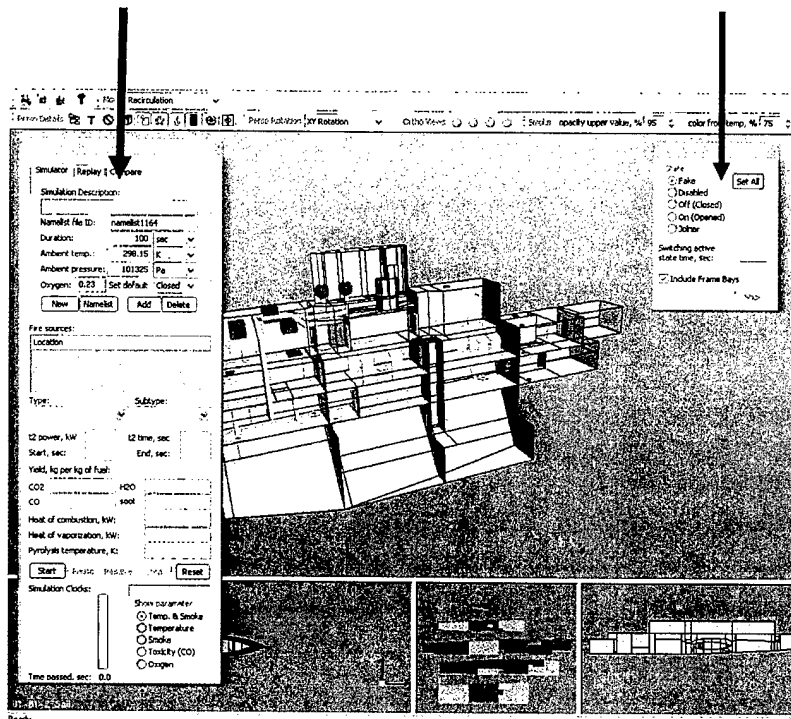 Recirculation
Person Details T Persp Rotation XY Rotation Ortho Views opacity upper value, % 95 color from temp, % 75
Simulator Replay Compare
Simulation Description:
Namelist file ID: namelist1164
Duration: 100 sec
Ambient temp.: 298.15 K
Ambient pressure: 101325 Pa
Oxygen: 0.23 Set default Closed
New Namelist Add Delete
Fire sources:
Location
Type: Subtype:
t2 power, kW t2 time, sec
Start, sec: End, sec:
Yield, kg per kg of fuel:
CO2 H2O
CO soot
Heat of combustion, kW:
Heat of vaporization, kW:
Pyrolysis temperature, K:
Start Reset
Simulation Clocks:
Show parameter
Temp. & Smoke
Temperature
Smoke
Toxicity (CO)
Oxygen
Time passed, sec: 0.0
State
Fake Set All
Disabled
Off (Closed)
On (Opened)
Joiner
Switching active
state time, sec:
Include Frame Bays
Ready